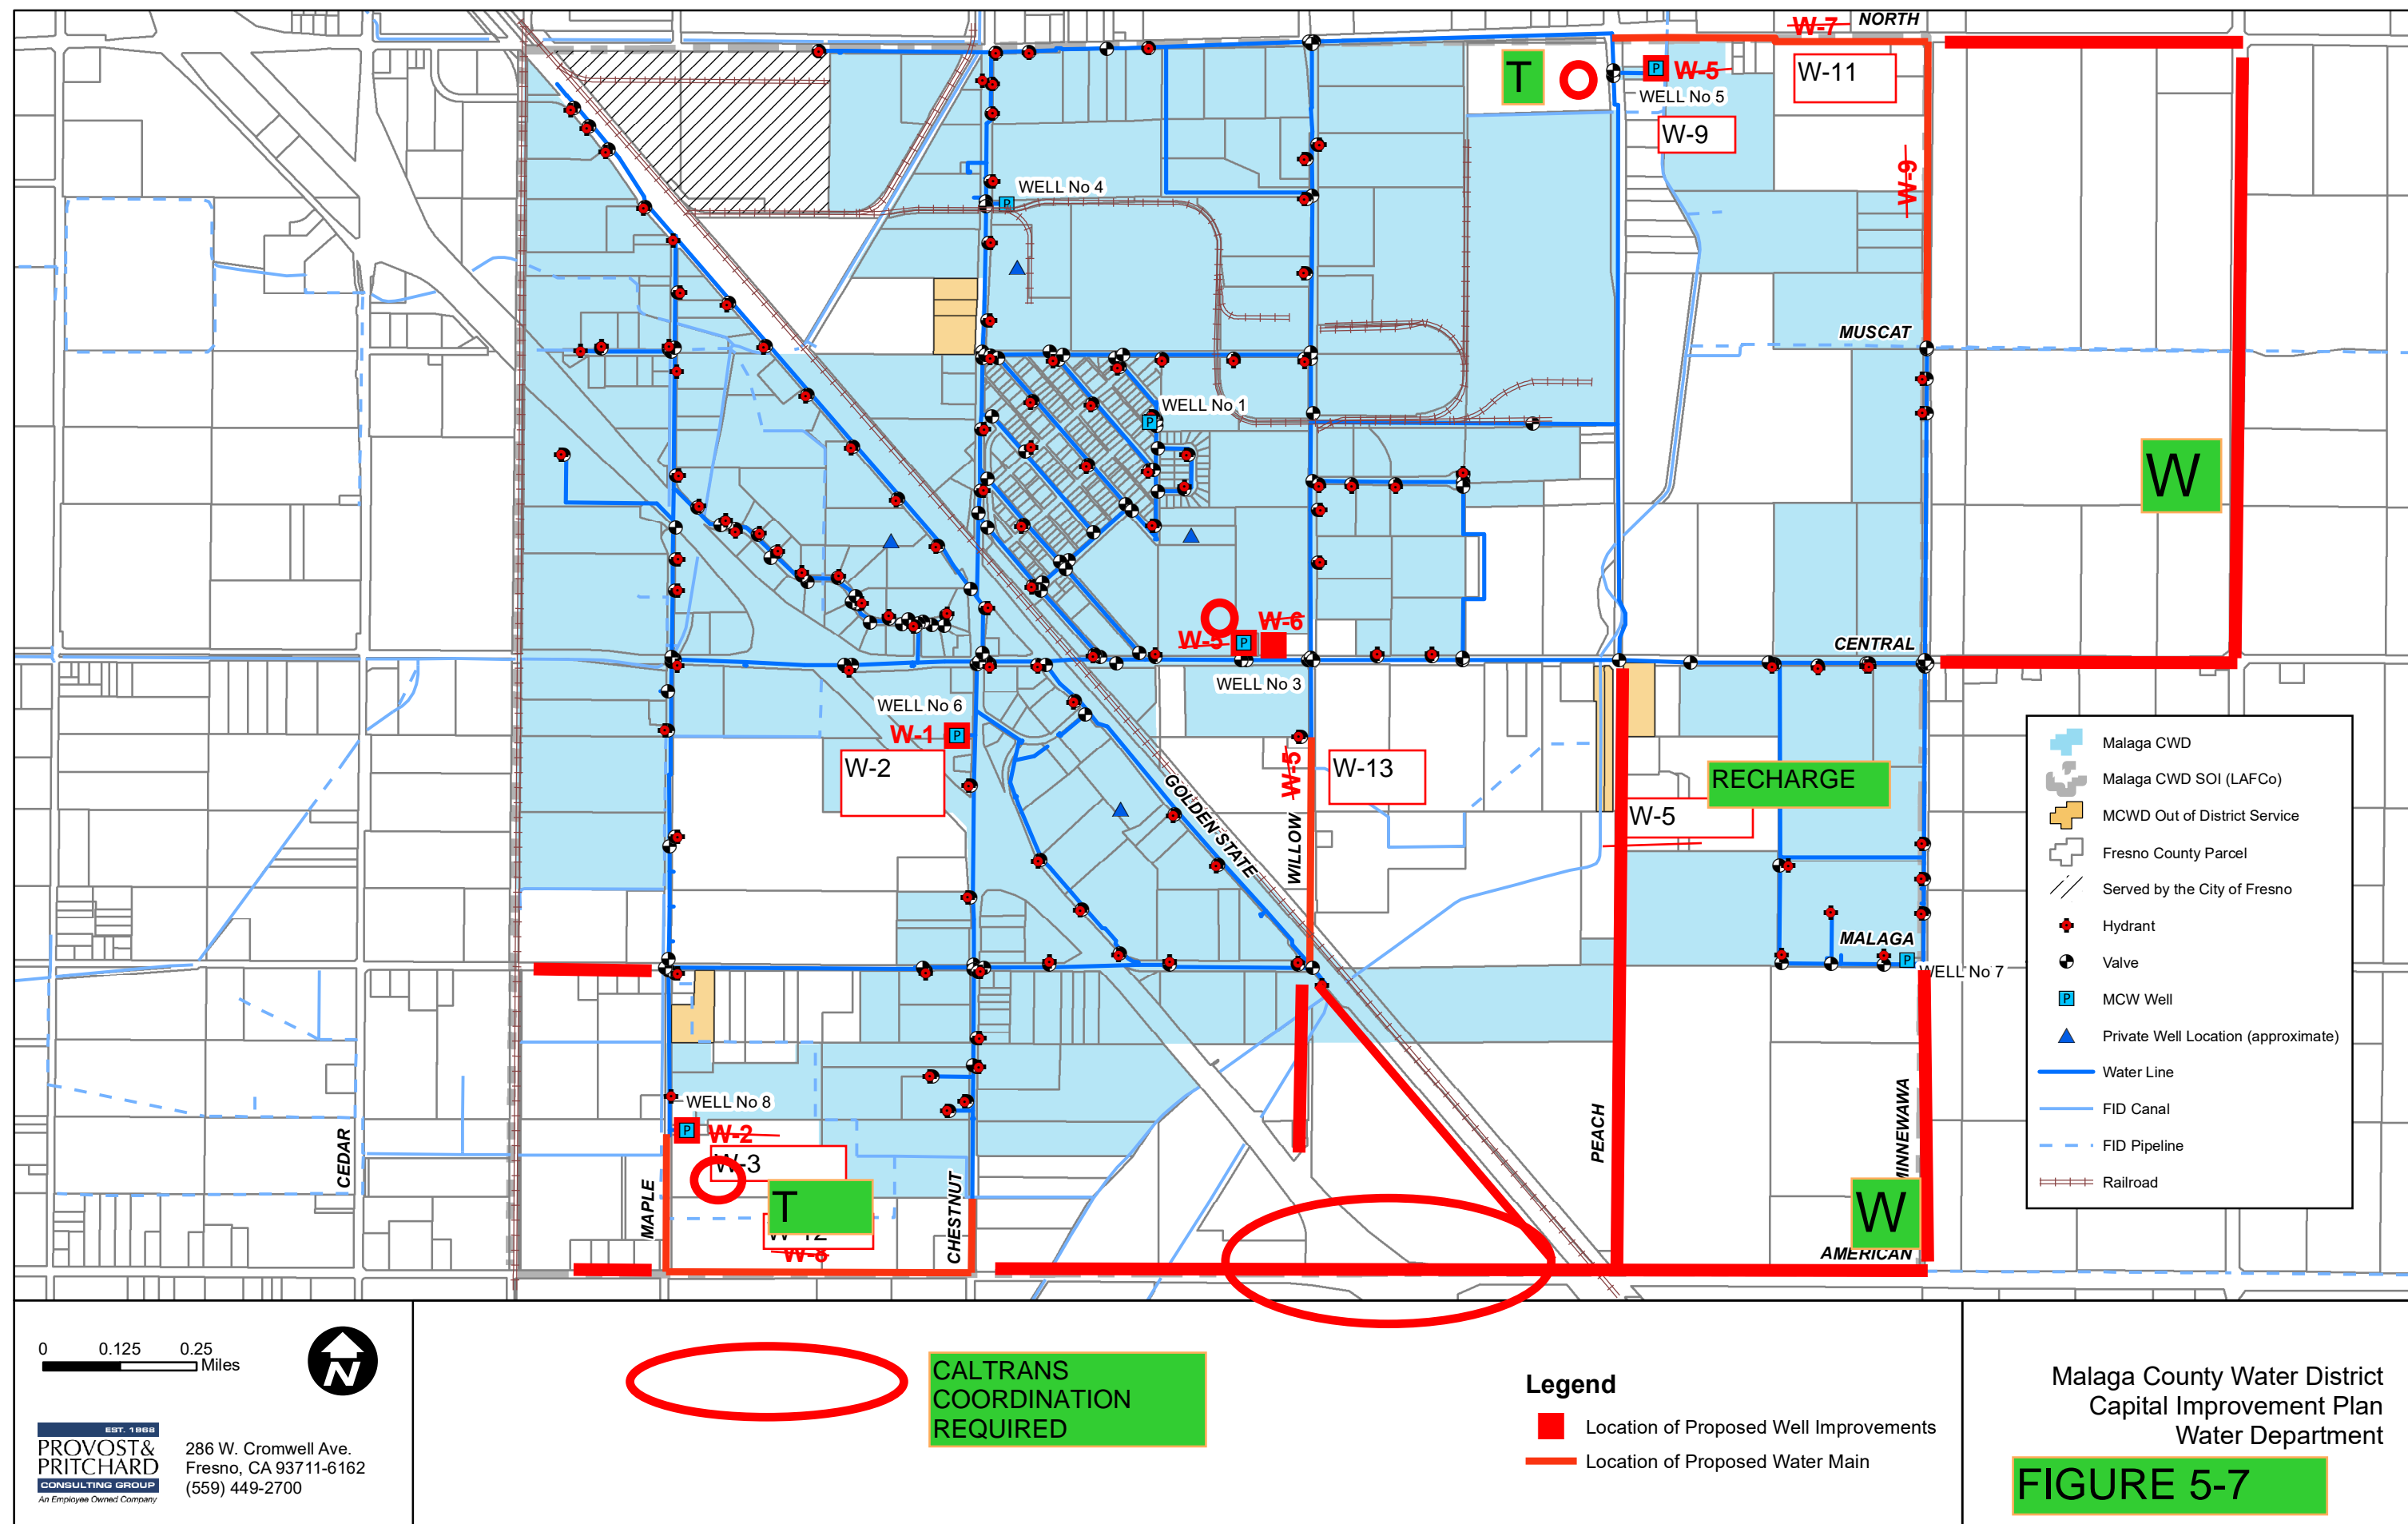 W-7
NORTH
T
W-5
W-11
WELL No 5
W-9
W-9
WELL No 4
MUSCAT
WELL No 1
W
W-6
W-5
CENTRAL
WELL No 3
WELL No 6
W-1
W-2
W-5
W-13
RECHARGE
W-5
GOLDEN STATE
WILLOW
MALAGA
WELL No 7
Malaga CWD
Malaga CWD SOI (LAFCo)
MCWD Out of District Service
Fresno County Parcel
Served by the City of Fresno
Hydrant
Valve
MCW Well
P
Private Well Location (approximate)
Water Line
FID Canal
FID Pipeline
Railroad
WELL No 8
P
W-2
W-3
T
W-12
W-8
CEDAR
MAPLE
CHESTNUT
PEACH
MINNEWAWA
W
AMERICAN
0 0.125 0.25
Miles
N
EST. 1968
PROVOST&
PRITCHARD
CONSULTING GROUP
An Employee Owned Company
286 W. Cromwell Ave.
Fresno, CA 93711-6162
(559) 449-2700
CALTRANS
COORDINATION
REQUIRED
Legend
Location of Proposed Well Improvements
Location of Proposed Water Main
Malaga County Water District
Capital Improvement Plan
Water Department
FIGURE 5-7